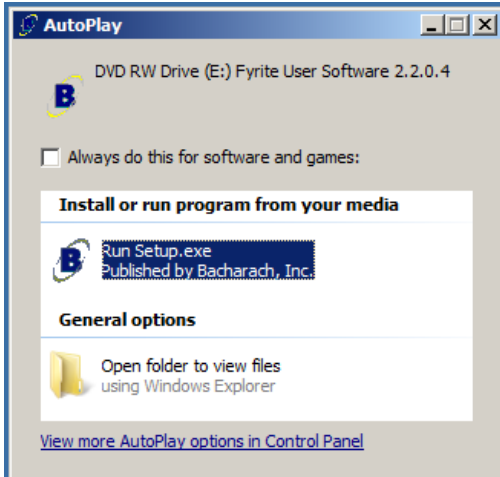 AutoPlay
DVD RW Drive (E:) Fyrite User Software 2.2.0.4
B
Always do this for software and games:
Install or run program from your media
B
Run Setup.exe
Published by Bacharach, Inc.
General options
Open folder to view files
using Windows Explorer
View more AutoPlay options in Control Panel